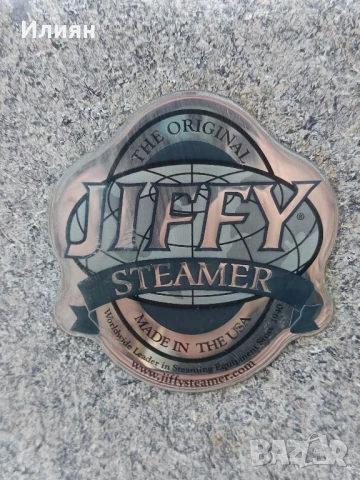 Илиян
THE ORIGINAL
JIFFY®
STEAMER
MADE IN THE USA
Worldwide Leader in Steaming Equipment Since 1940
www.jiffysteamer.com
BAZAR